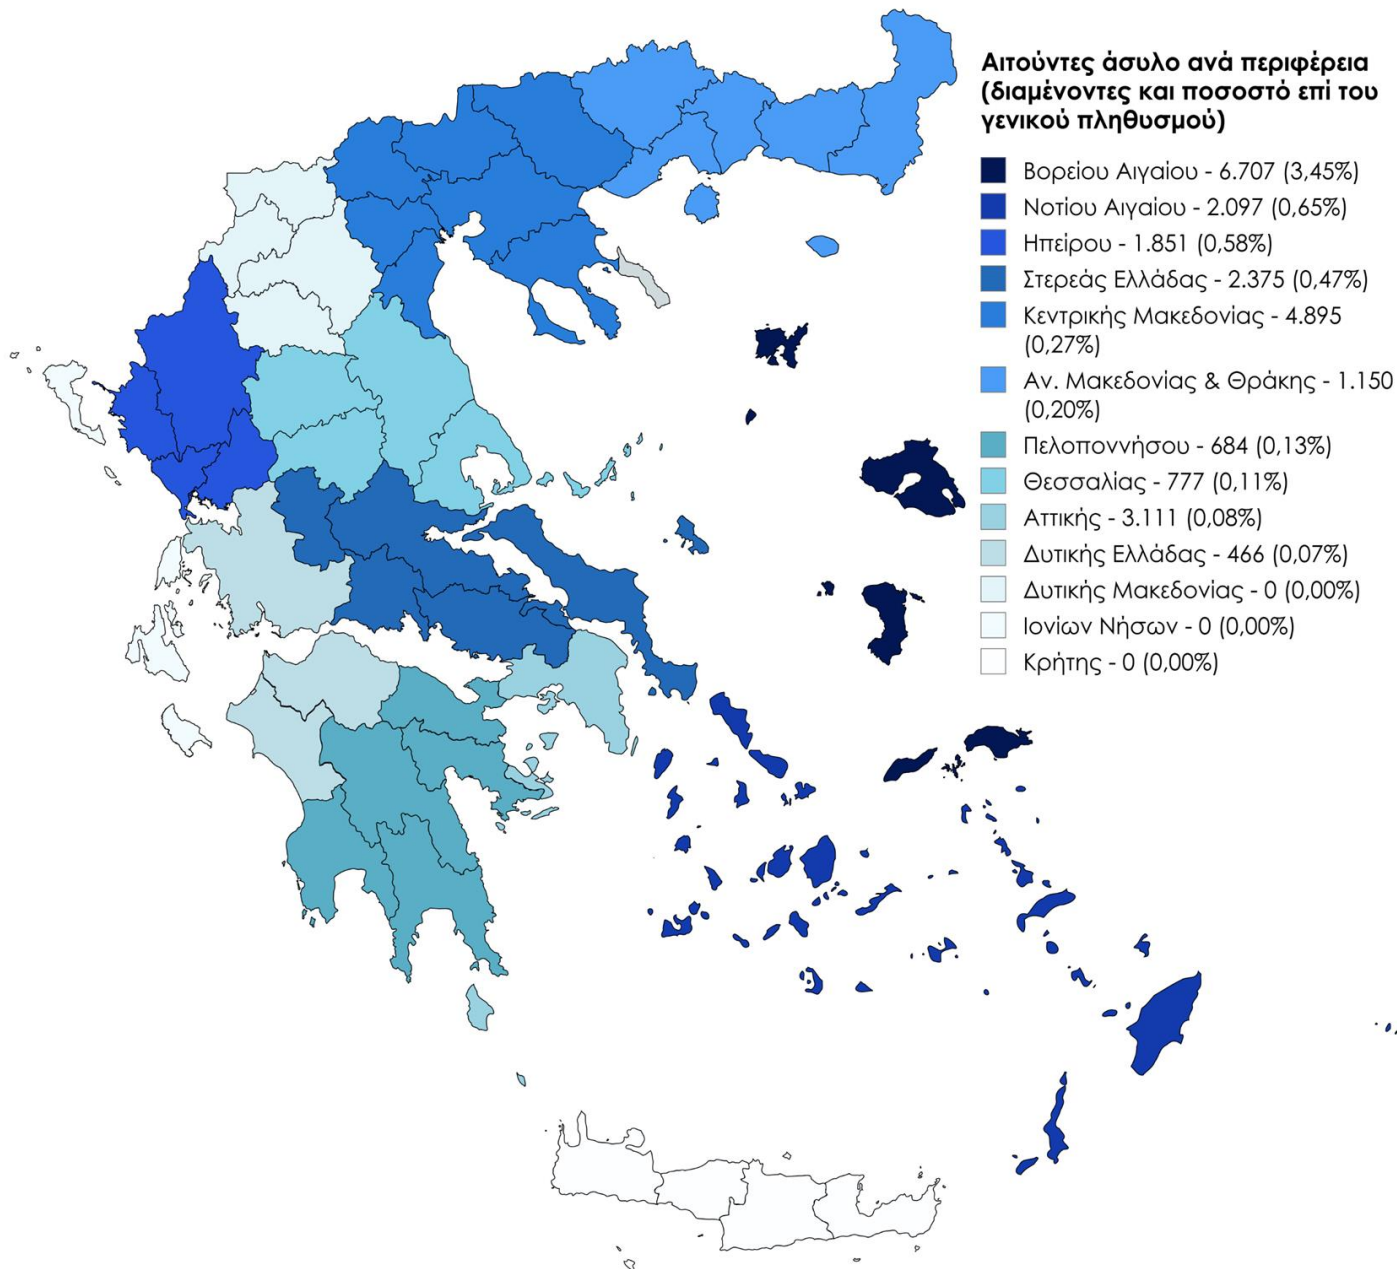 Αιτούντες άσυλο ανά περιφέρεια
(διαμένοντες και ποσοστό επί του
γενικού πληθυσμού)
Βορείου Αιγαίου - 6.707 (3,45%)
Νοτίου Αιγαίου - 2.097 (0,65%)
Ηπείρου - 1.851 (0,58%)
Στερεάς Ελλάδας - 2.375 (0,47%)
Κεντρικής Μακεδονίας - 4.895
(0,27%)
Αν. Μακεδονίας & Θράκης - 1.150
(0,20%)
Πελοποννήσου - 684 (0,13%)
Θεσσαλίας - 777 (0,11%)
Αττικής - 3.111 (0,08%)
Δυτικής Ελλάδας - 466 (0,07%)
Δυτικής Μακεδονίας - 0 (0,00%)
Ιονίων Νήσων - 0 (0,00%)
Κρήτης - 0 (0,00%)